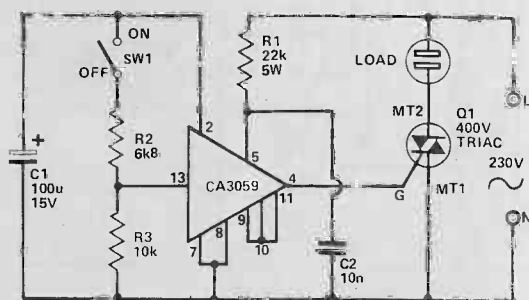 ON
SW1
OFF
R1
22k
5W
LOAD
L
2
MT2
Q1
400V
TRIAC
R2
6k8
5
4
230V
+
C1
100u
15V
13
CA3059
11
G
MT1
9
10
8
7
R3
10k
C2
10n
N